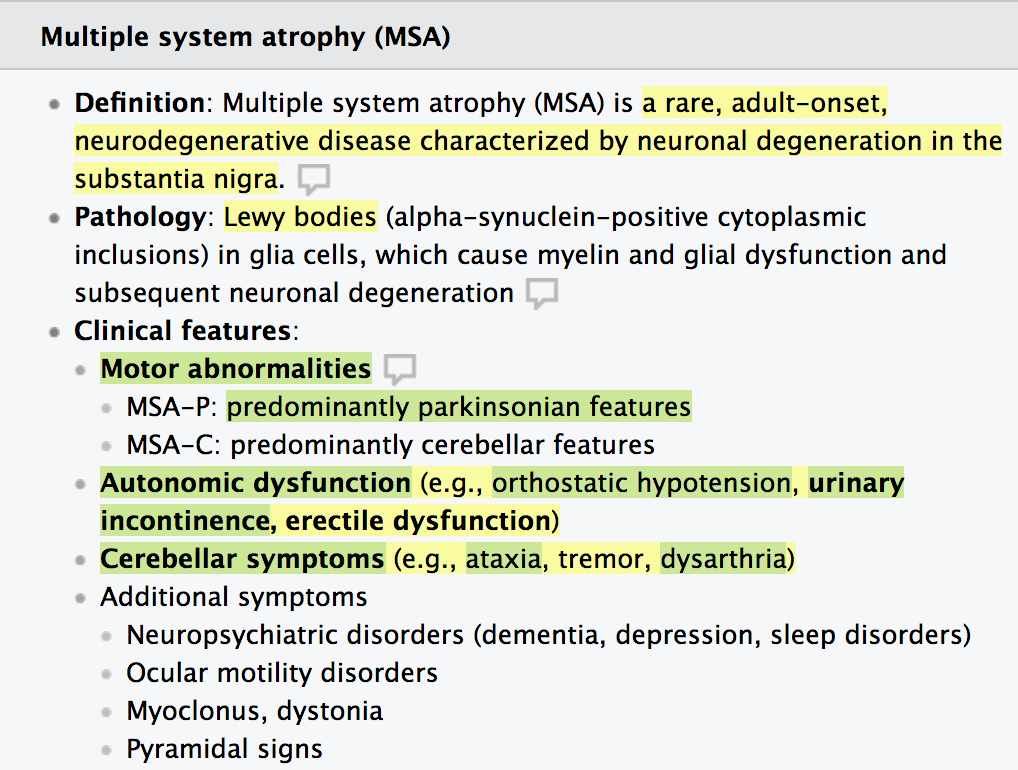 Multiple system atrophy (MSA)
Definition: Multiple system atrophy (MSA) is a rare, adult-onset,
neurodegenerative disease characterized by neuronal degeneration in the
substantia nigra.
Pathology: Lewy bodies (alpha-synuclein-positive cytoplasmic
inclusions) in glia cells, which cause myelin and glial dysfunction and
subsequent neuronal degeneration
Clinical features:
Motor abnormalities
MSA-P: predominantly parkinsonian features
MSA-C: predominantly cerebellar features
Autonomic dysfunction (e.g., orthostatic hypotension, urinary
incontinence, erectile dysfunction)
Cerebellar symptoms (e.g., ataxia, tremor, dysarthria)
Additional symptoms
Neuropsychiatric disorders (dementia, depression, sleep disorders)
Ocular motility disorders
Myoclonus, dystonia
Pyramidal signs